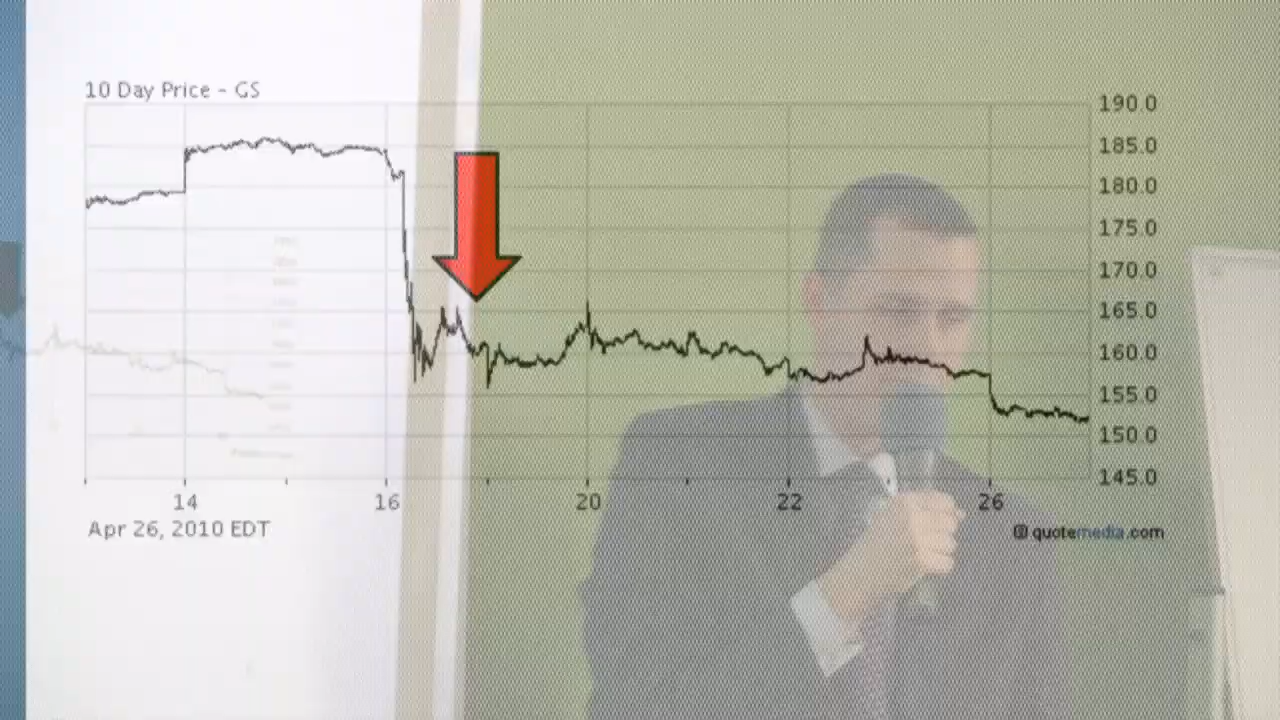 10 Day Price - GS
190.0
185.0
180.0
175.0
170.0
165.0
160.0
155.0
150.0
145.0
14 16 20 22 26
Apr 26, 2010 EDT
quotemedia.com